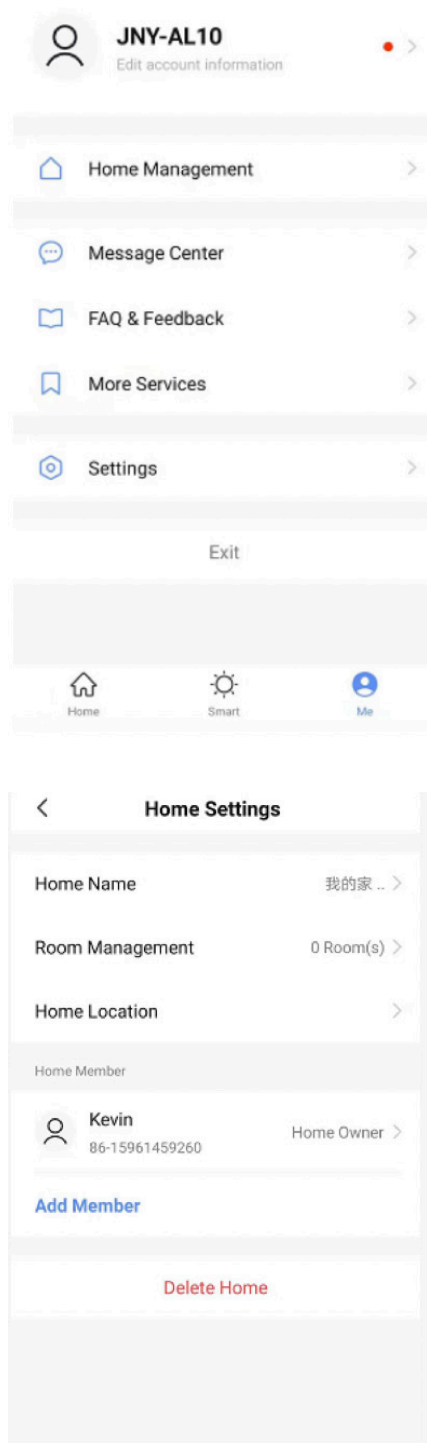 JNY-AL10
Edit account information
Home Management
Message Center
FAQ & Feedback
More Services
Settings
Exit
Home Smart Me
Home Settings
Home Name 我的家 ..
Room Management 0 Room(s)
Home Location
Home Member
Kevin
86-15961459260
Home Owner
Add Member
Delete Home